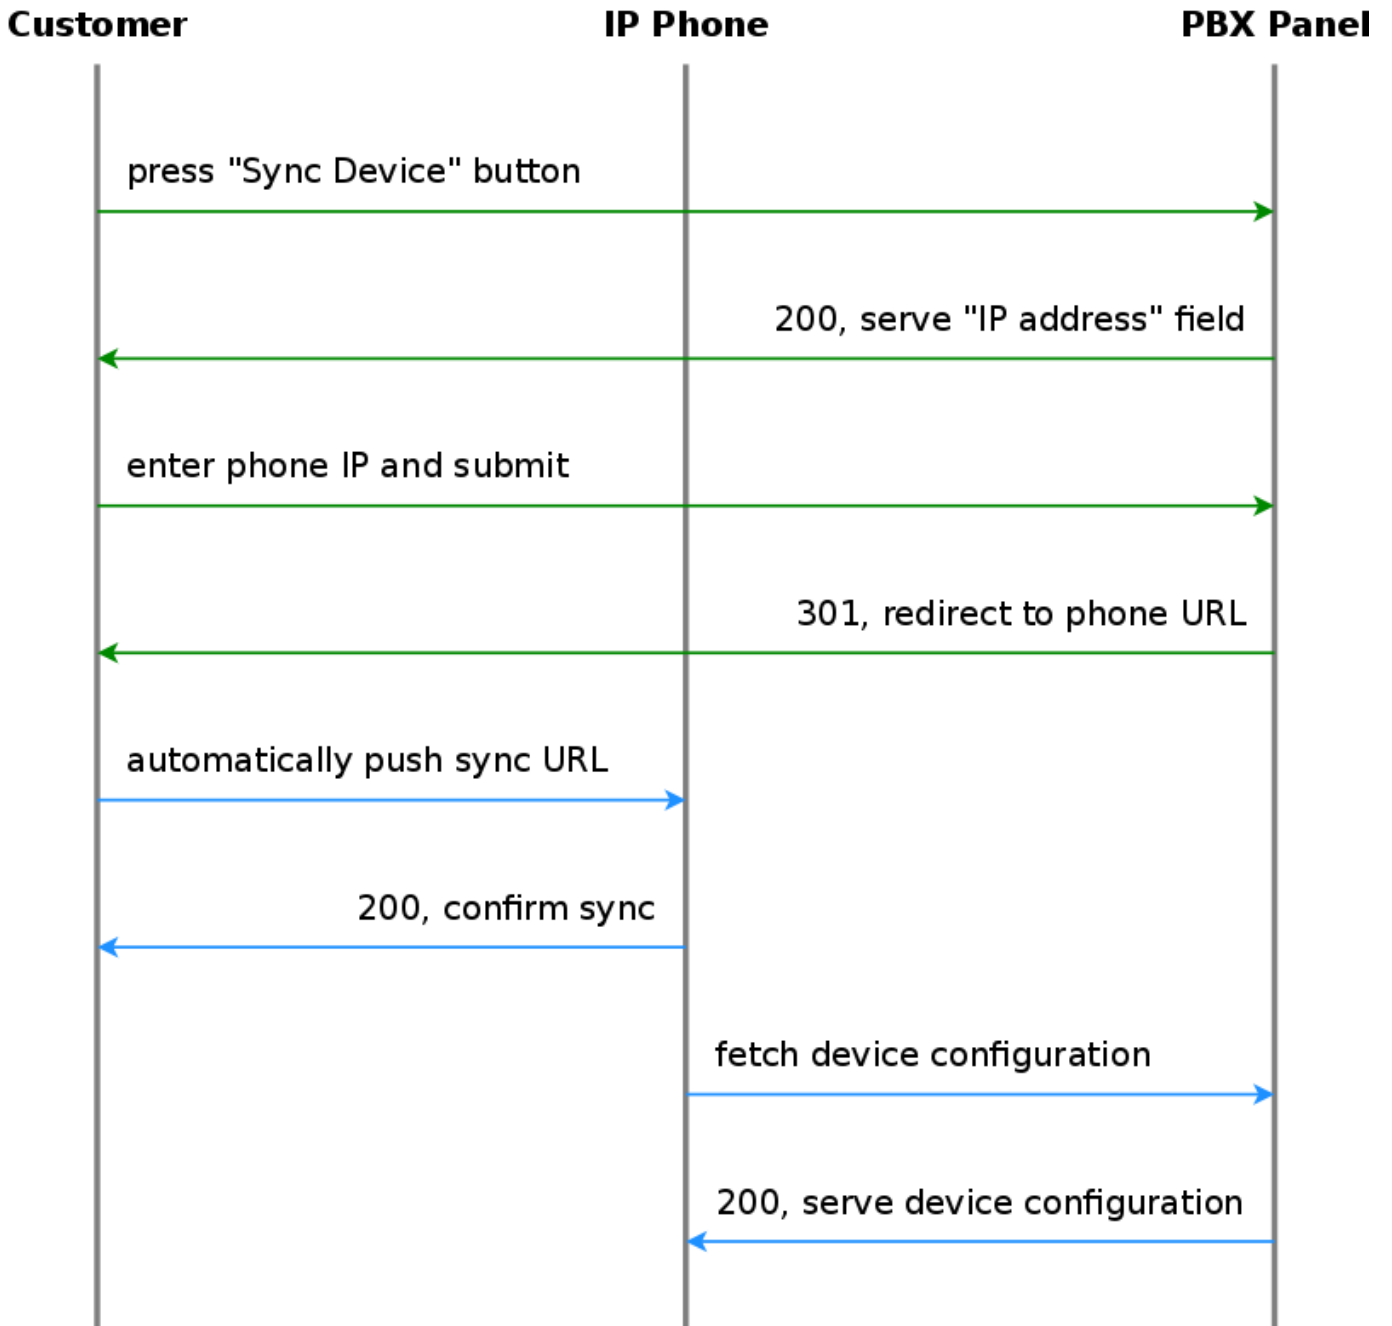 Customer IP Phone PBX Panel
press "Sync Device" button
200, serve "IP address" field
enter phone IP and submit
301, redirect to phone URL
automatically push sync URL
200, confirm sync
fetch device configuration
200, serve device configuration